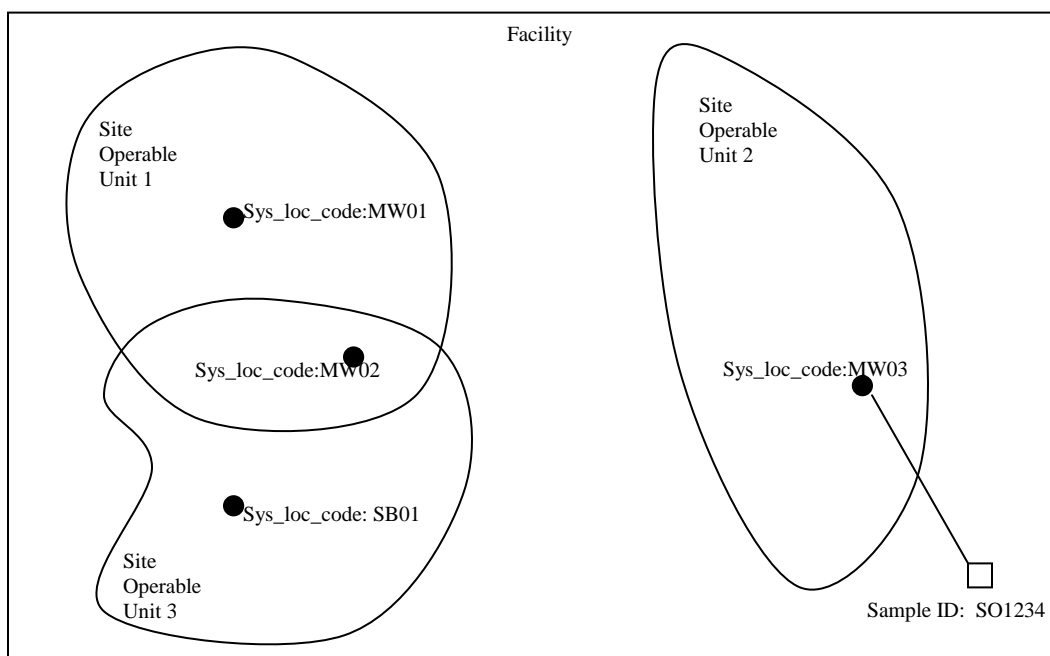 Facility
Site
Operable
Unit 1
Sys_loc_code:MW01
Sys_loc_code:MW02
Sys_loc_code: SB01
Site
Operable
Unit 3
Site
Operable
Unit 2
Sys_loc_code:MW03
Sample ID:  SO1234